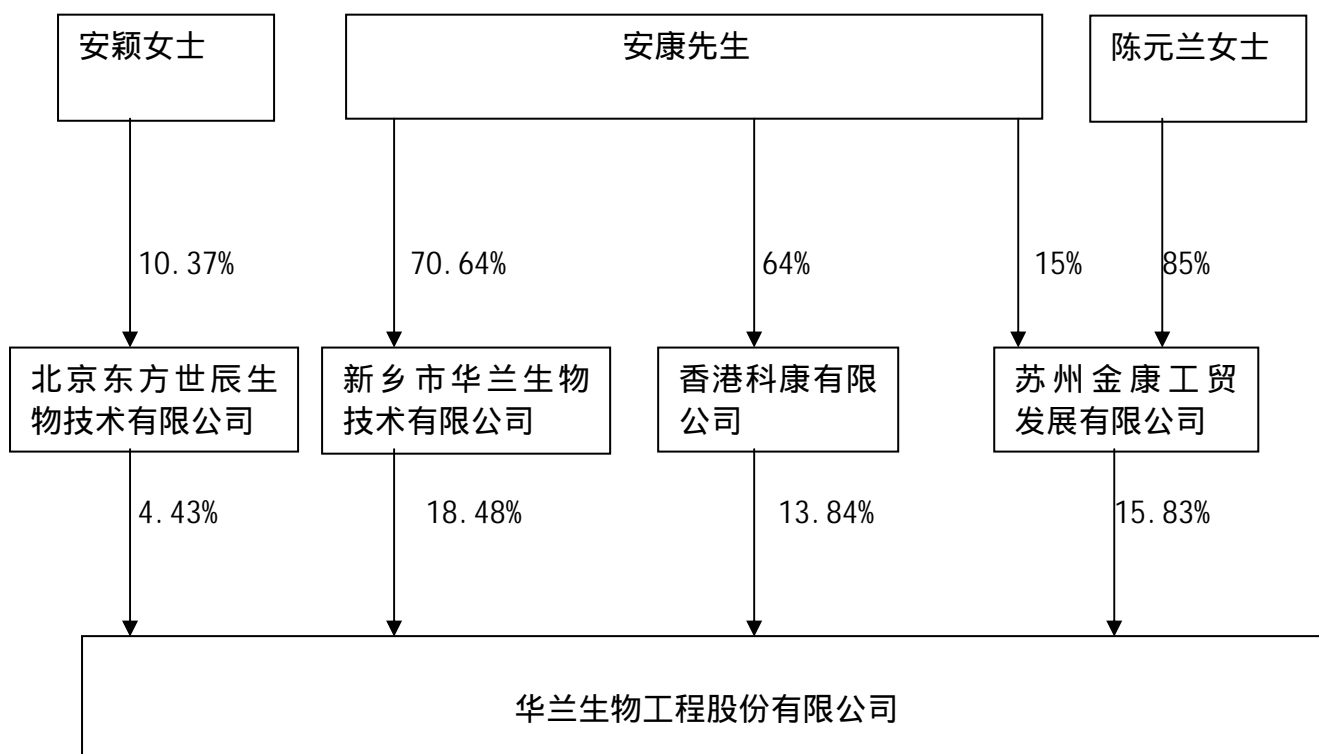 安颖女士
安康先生
陈元兰女士
10.37%
70.64%
64%
15%
85%
北京东方世辰生
物技术有限公司
新乡市华兰生物
技术有限公司
香港科康有限
公司
苏州金康工贸
发展有限公司
4.43%
18.48%
13.84%
15.83%
华兰生物工程股份有限公司